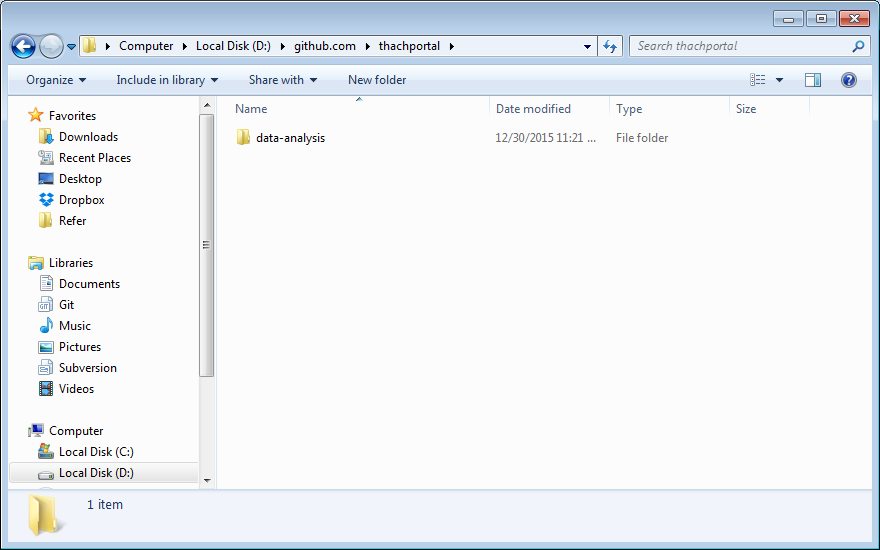 Computer Local Disk (D:) github.com thachportal Search thachportal
Organize Include in library Share with New folder
Name Date modified Type Size
data-analysis 12/30/2015 11:21 ... File folder
Favorites
Downloads
Recent Places
Desktop
Dropbox
Refer
Libraries
Documents
Git
Music
Pictures
Subversion
Videos
Computer
Local Disk (C:)
Local Disk (D:)
1 item